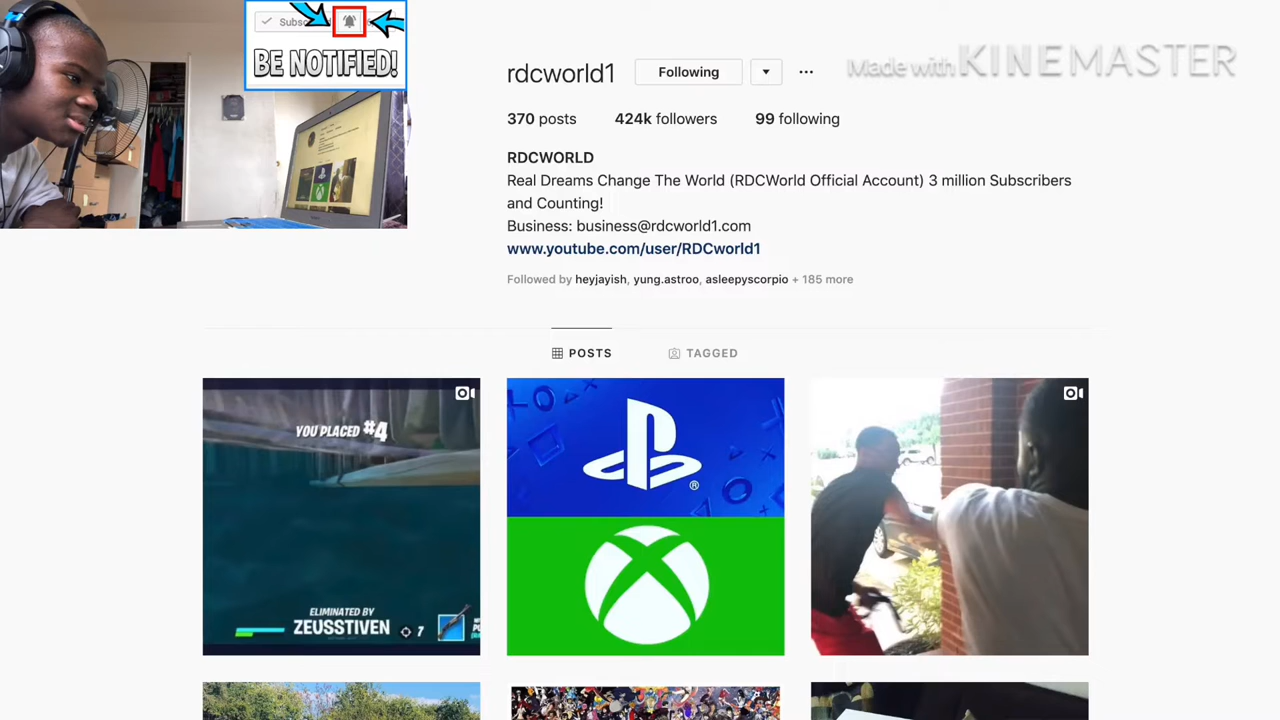 Subs
BE NOTIFIED!
Made with KINEMASTER
rdcworld1 Following
370 posts 424k followers 99 following
RDCWORLD
Real Dreams Change The World (RDCWorld Official Account) 3 million Subscribers
and Counting!
Business: business@rdcworld1.com
www.youtube.com/user/RDCworld1
Followed by heyjayish, yung.astroo, asleepyscorpio + 185 more
POSTS TAGGED
YOU PLACED #4
ELIMINATED BY
ZEUSSTIVEN 7